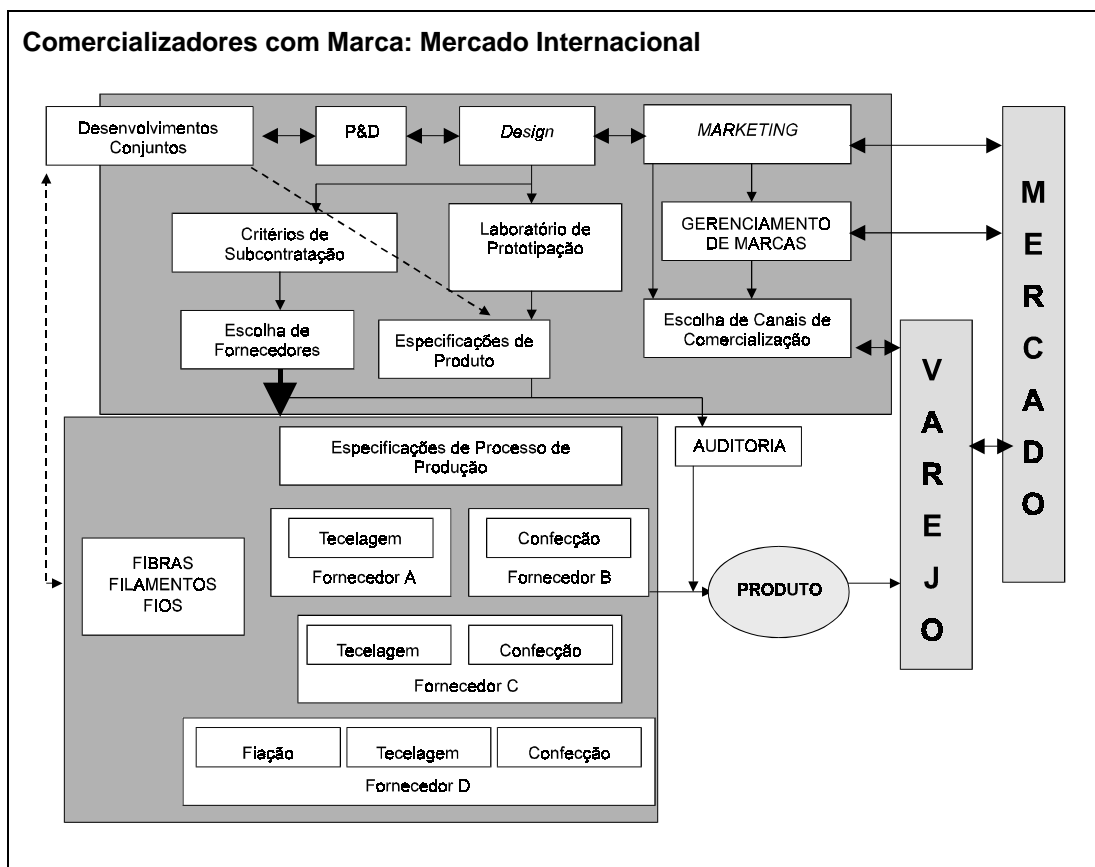 Comercializadores com Marca: Mercado Internacional
Desenvolvimentos
Conjuntos
P&D
Design
MARKETING
Critérios de
Subcontratação
Laboratório de
Prototipação
GERENCIAMENTO
DE MARCAS
Escolha de
Fornecedores
Especificações de
Produto
Escolha de Canais de
Comercialização
MERCADO
VAREJO
Especificações de Processo de
Produção
AUDITORIA
FIBRAS
FILAMENTOS
FIOS
Tecelagem
Fornecedor A
Confecção
Fornecedor B
PRODUTO
Tecelagem
Confecção
Fornecedor C
Fiação
Tecelagem
Confecção
Fornecedor D